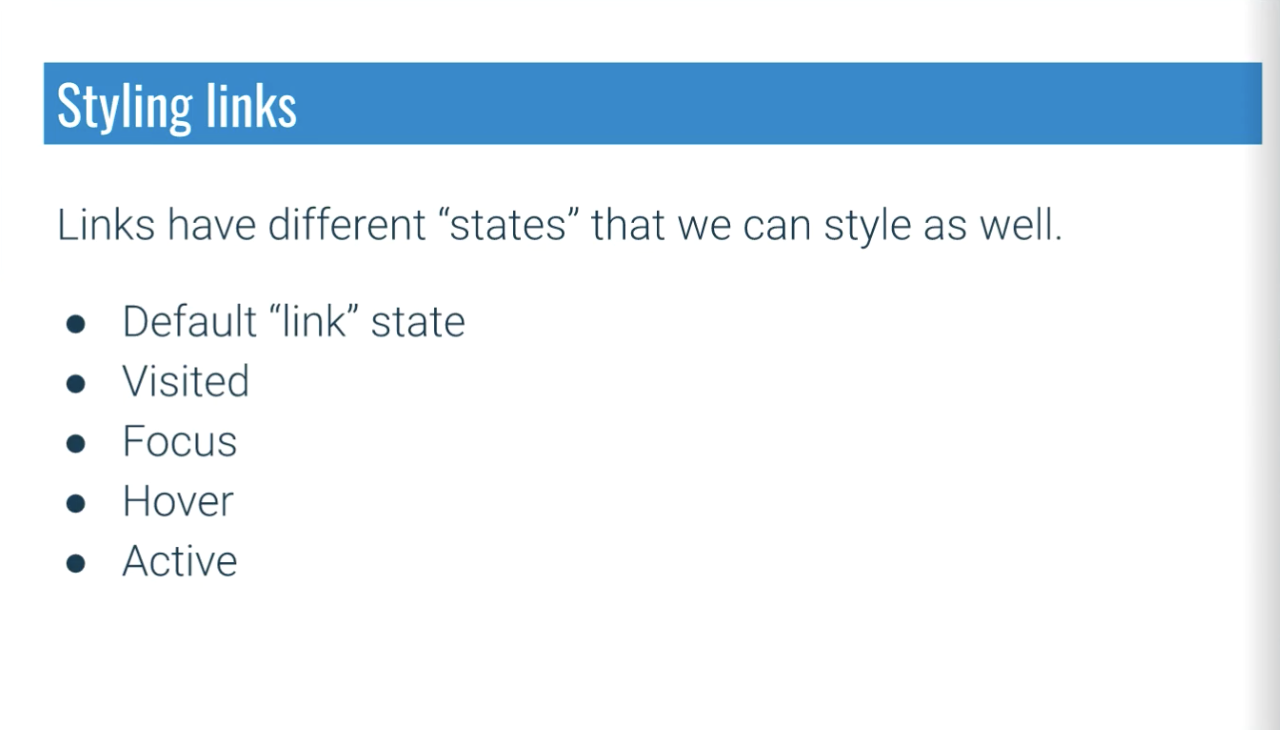 Styling links
Links have different “states” that we can style as well.
● Default “link” state
● Visited
● Focus
● Hover
● Active